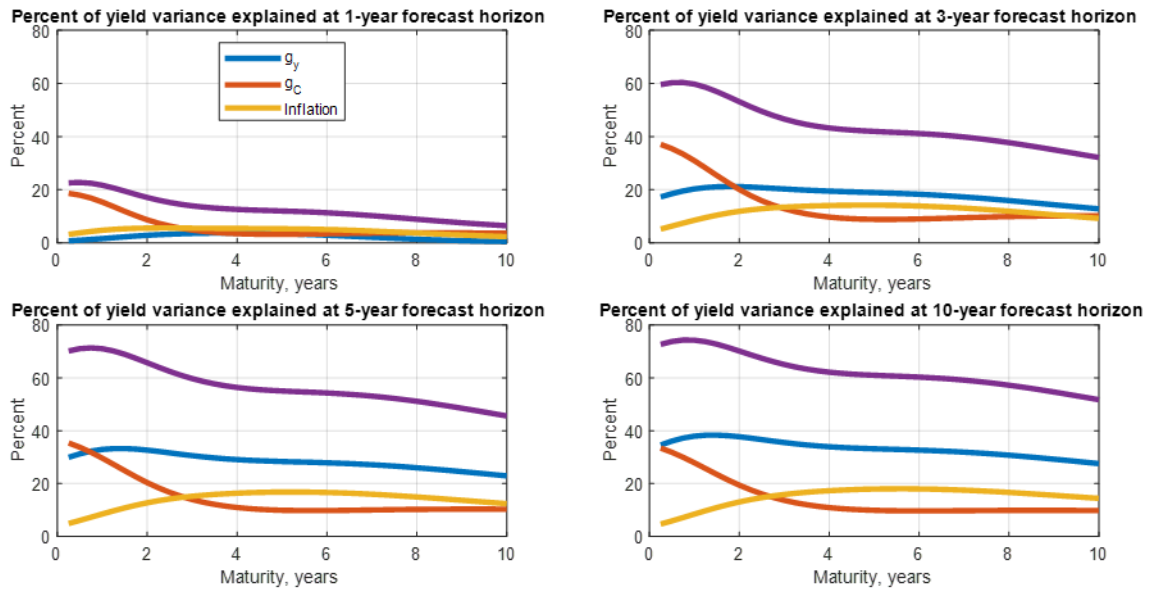 Percent of yield variance explained at 1-year forecast horizon
80
60
40
20
0
Percent
g_y
g_C
Inflation
0 2 4 6 8 10
Maturity, years
Percent of yield variance explained at 3-year forecast horizon
80
60
40
20
0
Percent
0 2 4 6 8 10
Maturity, years
Percent of yield variance explained at 5-year forecast horizon
80
60
40
20
0
Percent
0 2 4 6 8 10
Maturity, years
Percent of yield variance explained at 10-year forecast horizon
80
60
40
20
0
Percent
0 2 4 6 8 10
Maturity, years